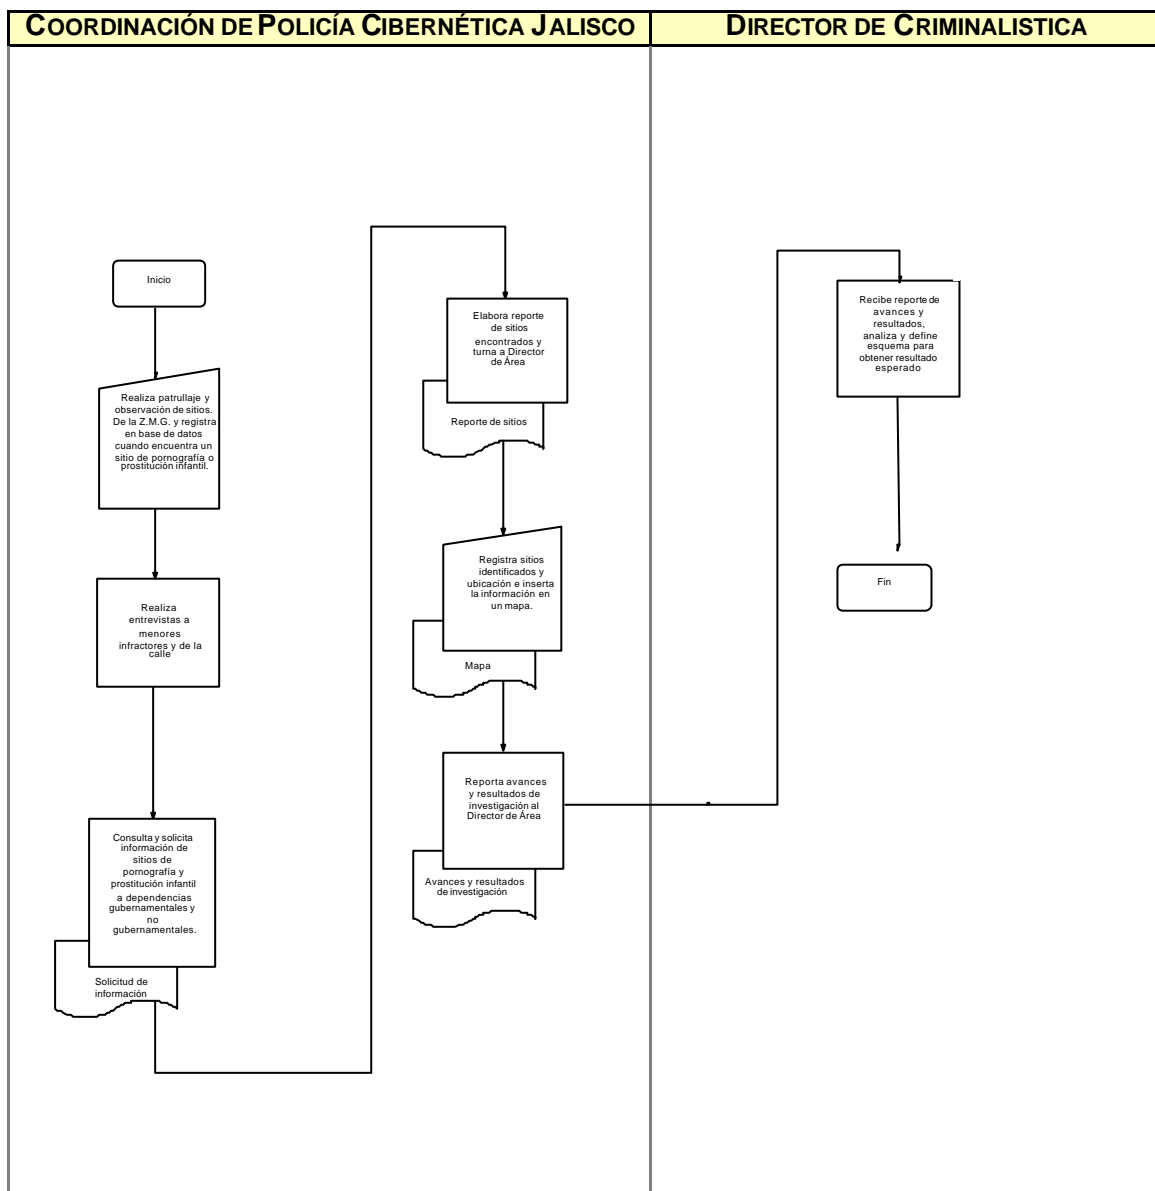 COORDINACIÓN DE POLICÍA CIBERNÉTICA JALISCO
DIRECTOR DE CRIMINALISTICA
Inicio
Realiza patrullaje y
observación de sitios.
De la Z.M.G. y registra
en base de datos
cuando encuentra un
sitio de pornografía o
prostitución infantil.
Realiza
entrevistas a
menores
infractores y de la
calle
Consulta y solicita
información de
sitios de
pornografía y
prostitución infantil
a dependencias
gubernamentales y
no
gubernamentales.
Solicitud de
información
Elabora reporte
de sitios
encontrados y
turna a Director
de Área
Reporte de sitios
Registra sitios
identificados y
ubicación e inserta
la información en
un mapa.
Mapa
Reporta avances
y resultados de
investigación al
Director de Área
Avances y resultados
de investigación
Recibe reporte de
avances y
resultados,
analiza y define
esquema para
obtener resultado
esperado
Fin